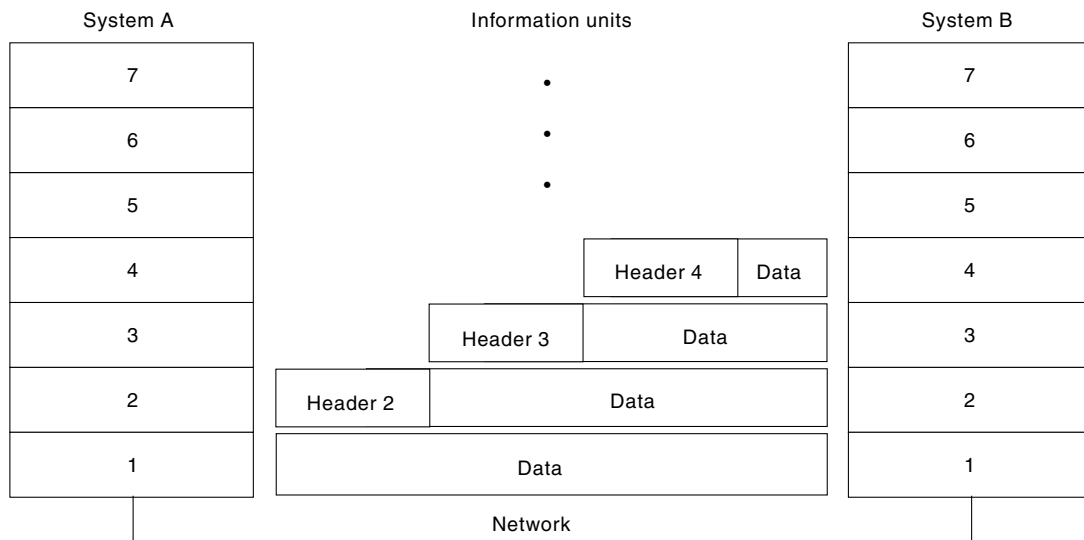 System A Information units System B
7 • 7
6 • 6
5 • 5
4 Header 4 Data 4
3 Header 3 Data 3
2 Header 2 Data 2
1 Data 1
Network